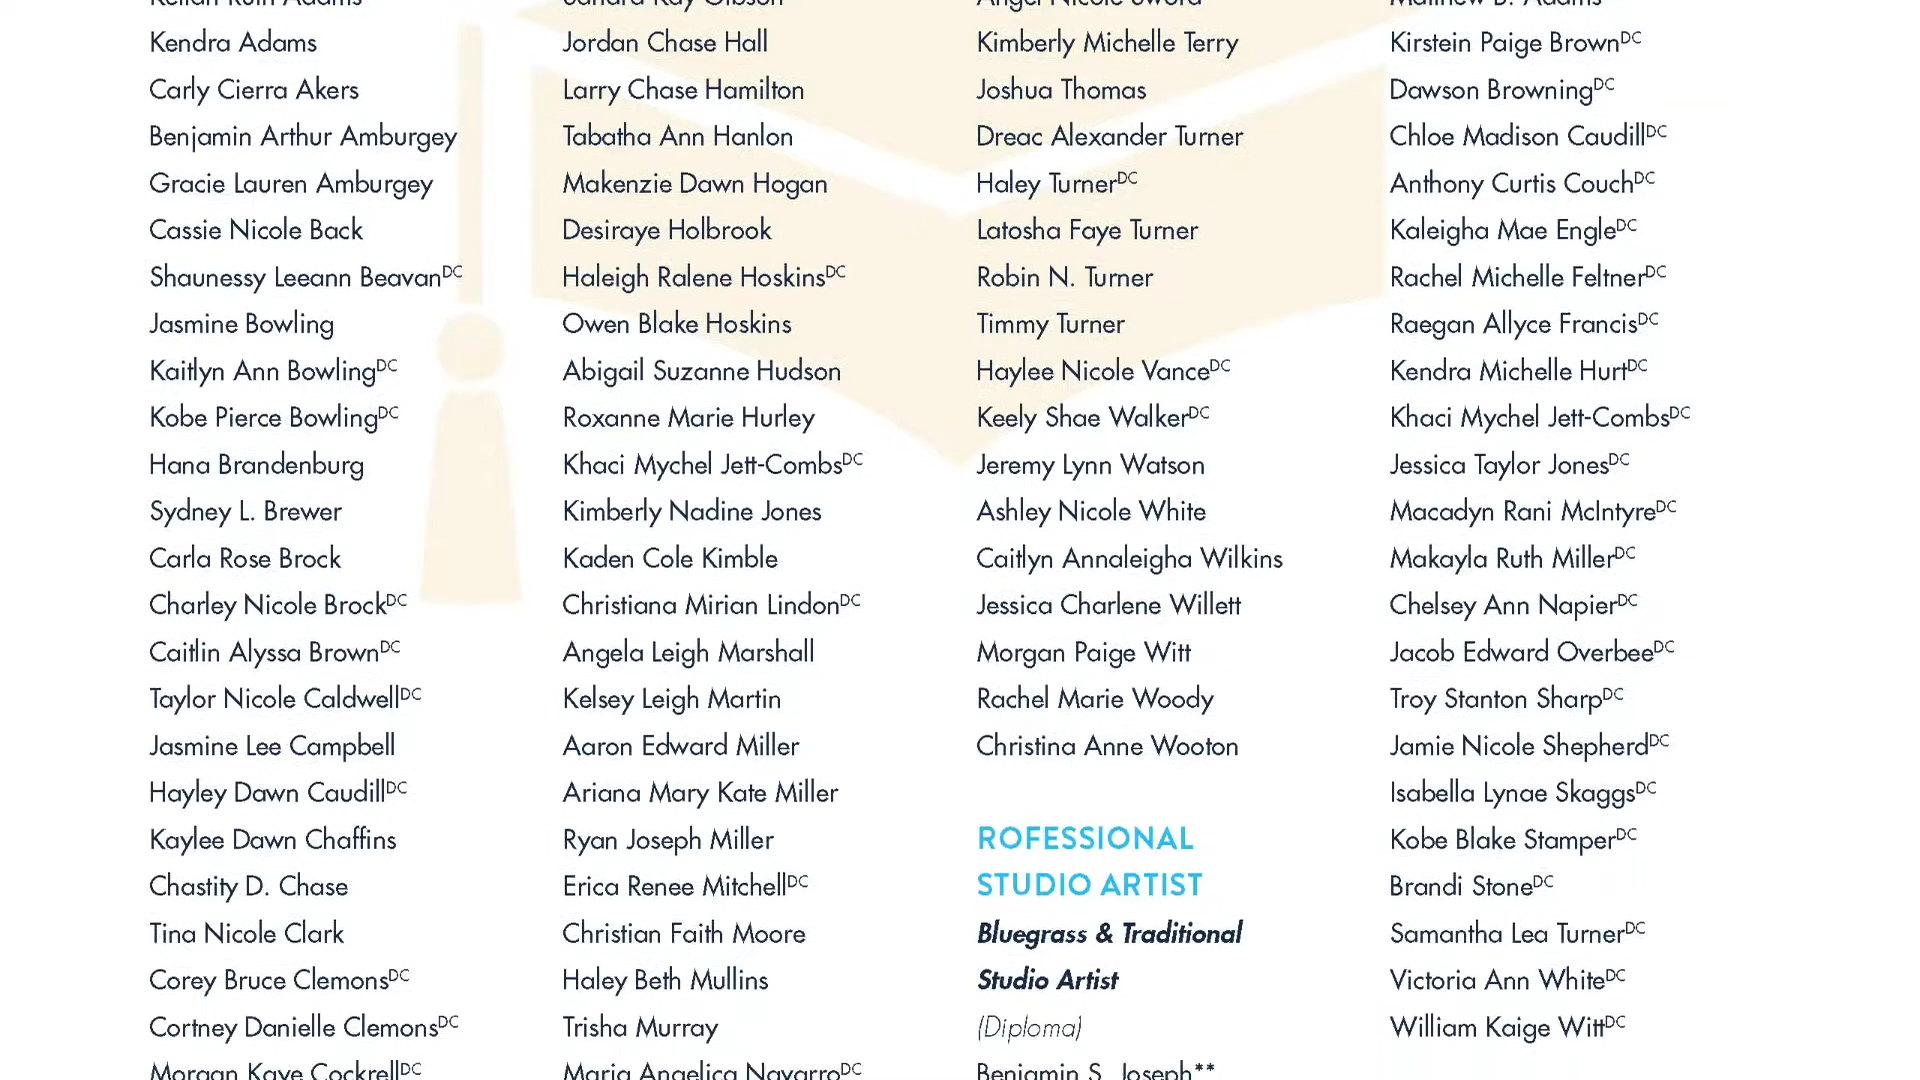 Kellan Ruth Adams
Kendra Adams
Carly Cierra Akers
Benjamin Arthur Amburgey
Gracie Lauren Amburgey
Cassie Nicole Back
Shaunessy Leeann BeavanDC
Jasmine Bowling
Kaitlyn Ann BowlingDC
Kobe Pierce BowlingDC
Hana Brandenburg
Sydney L. Brewer
Carla Rose Brock
Charley Nicole BrockDC
Caitlin Alyssa BrownDC
Taylor Nicole CaldwellDC
Jasmine Lee Campbell
Hayley Dawn CaudillDC
Kaylee Dawn Chaffins
Chastity D. Chase
Tina Nicole Clark
Corey Bruce ClemonsDC
Cortney Danielle ClemonsDC
Morgan Kaye CockrellDC
Sandra Kay Gibson
Jordan Chase Hall
Larry Chase Hamilton
Tabatha Ann Hanlon
Makenzie Dawn Hogan
Desiraye Holbrook
Haleigh Ralene HoskinsDC
Owen Blake Hoskins
Abigail Suzanne Hudson
Roxanne Marie Hurley
Khaci Mychel Jett-CombsDC
Kimberly Nadine Jones
Kaden Cole Kimble
Christiana Mirian LindonDC
Angela Leigh Marshall
Kelsey Leigh Martin
Aaron Edward Miller
Ariana Mary Kate Miller
Ryan Joseph Miller
Erica Renee MitchellDC
Christian Faith Moore
Haley Beth Mullins
Trisha Murray
Maria Angelica NavarroDC
Angel Nicole Sword
Kimberly Michelle Terry
Joshua Thomas
Dreac Alexander Turner
Haley TurnerDC
Latosha Faye Turner
Robin N. Turner
Timmy Turner
Haylee Nicole VanceDC
Keely Shae WalkerDC
Jeremy Lynn Watson
Ashley Nicole White
Caitlyn Annaleigha Wilkins
Jessica Charlene Willett
Morgan Paige Witt
Rachel Marie Woody
Christina Anne Wooton
ROFESSIONAL
STUDIO ARTIST
Bluegrass & Traditional
Studio Artist
(Diploma)
Benjamin S. Joseph**
Matthew B. Adams
Kirstein Paige BrownDC
Dawson BrowningDC
Chloe Madison CaudillDC
Anthony Curtis CouchDC
Kaleigha Mae EngleDC
Rachel Michelle FeltnerDC
Raegan Allyce FrancisDC
Kendra Michelle HurtDC
Khaci Mychel Jett-CombsDC
Jessica Taylor JonesDC
Macadyn Rani McIntyreDC
Makayla Ruth MillerDC
Chelsey Ann NapierDC
Jacob Edward OverbeeDC
Troy Stanton SharpDC
Jamie Nicole ShepherdDC
Isabella Lynae SkaggsDC
Kobe Blake StamperDC
Brandi StoneDC
Samantha Lea TurnerDC
Victoria Ann WhiteDC
William Kaige WittDC